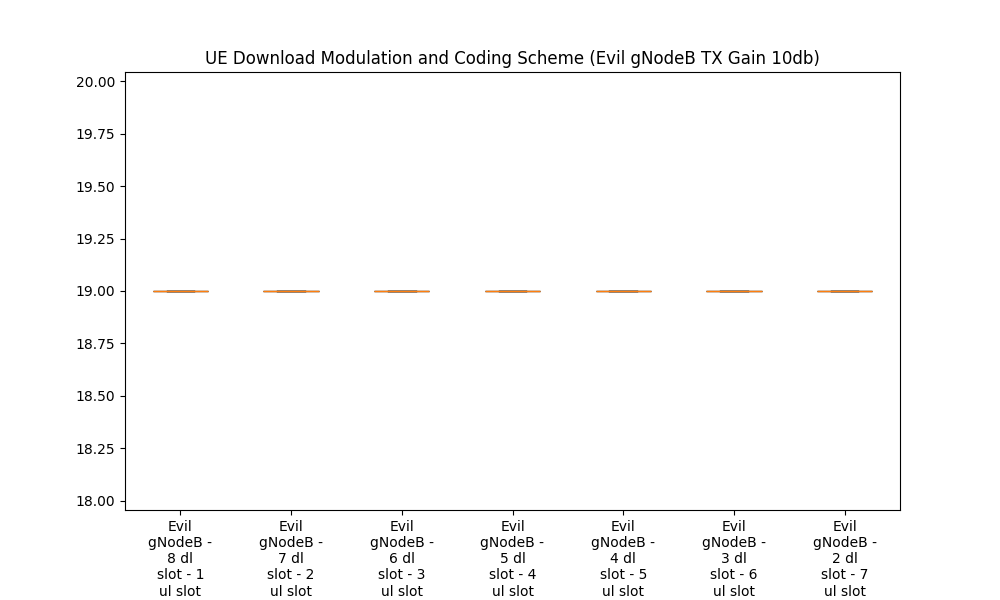 UE Download Modulation and Coding Scheme (Evil gNodeB TX Gain 10db)
20.00
19.75
19.50
19.25
19.00
18.75
18.50
18.25
18.00
Evil
gNodeB -
8 dl
slot - 1
ul slot
Evil
gNodeB -
7 dl
slot - 2
ul slot
Evil
gNodeB -
6 dl
slot - 3
ul slot
Evil
gNodeB -
5 dl
slot - 4
ul slot
Evil
gNodeB -
4 dl
slot - 5
ul slot
Evil
gNodeB -
3 dl
slot - 6
ul slot
Evil
gNodeB -
2 dl
slot - 7
ul slot